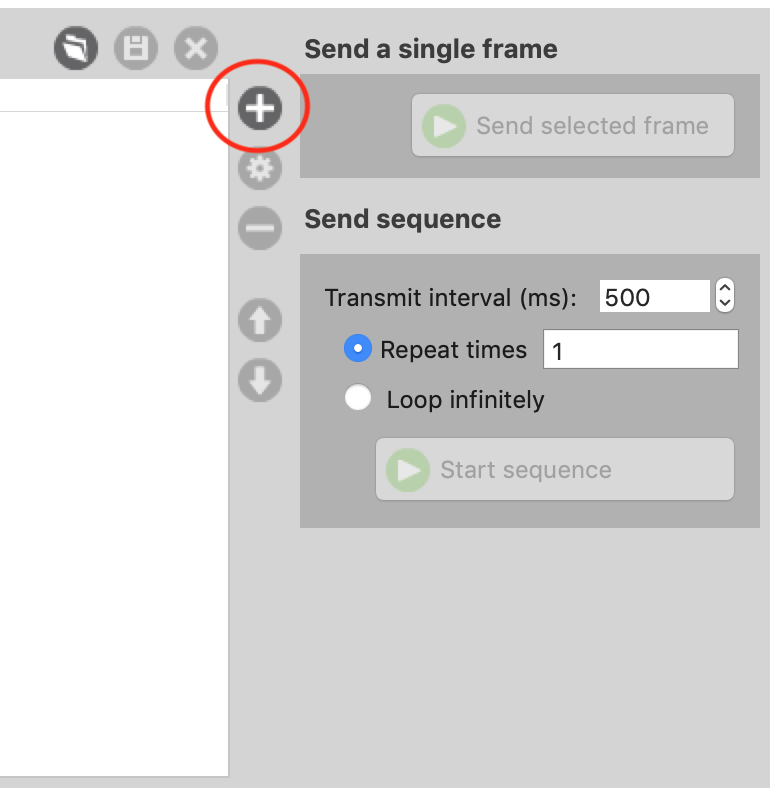 Send a single frame
Send selected frame
Send sequence
Transmit interval (ms): 500
Repeat times 1
Loop infinitely
Start sequence